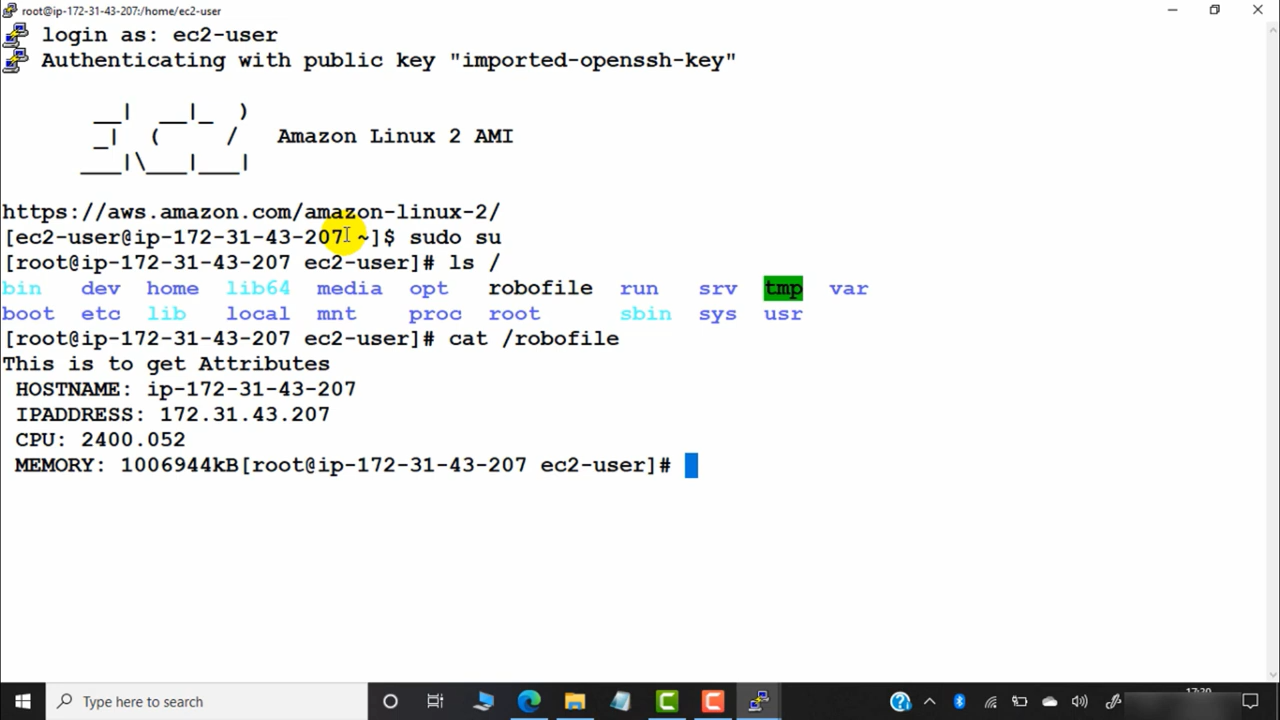 root@ip-172-31-43-207:/home/ec2-user
login as: ec2-user
Authenticating with public key "imported-openssh-key"
__|  __|_  )
_|  (     /   Amazon Linux 2 AMI
___|\___|___|
https://aws.amazon.com/amazon-linux-2/
[ec2-user@ip-172-31-43-207 ~]$ sudo su
[root@ip-172-31-43-207 ec2-user]# ls /
bin dev home lib64 media opt robofile run srv tmp var
boot etc lib local mnt proc root sbin sys usr
[root@ip-172-31-43-207 ec2-user]# cat /robofile
This is to get Attributes
HOSTNAME: ip-172-31-43-207
IPADDRESS: 172.31.43.207
CPU: 2400.052
MEMORY: 1006944kB[root@ip-172-31-43-207 ec2-user]#
Type here to search